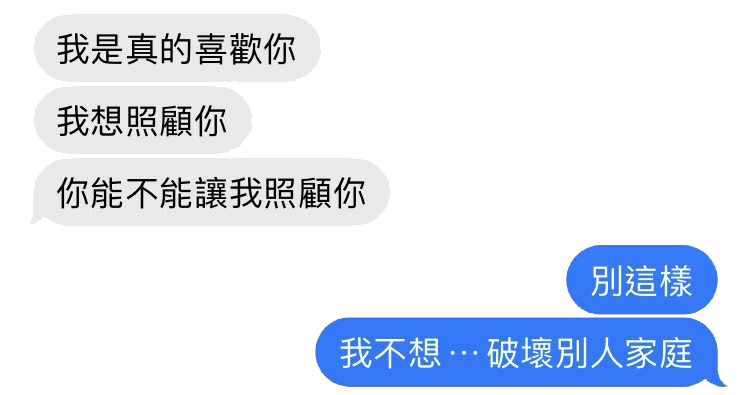 我是真的喜歡你
我想照顧你
你能不能讓我照顧你
別這樣
我不想⋯破壞別人家庭